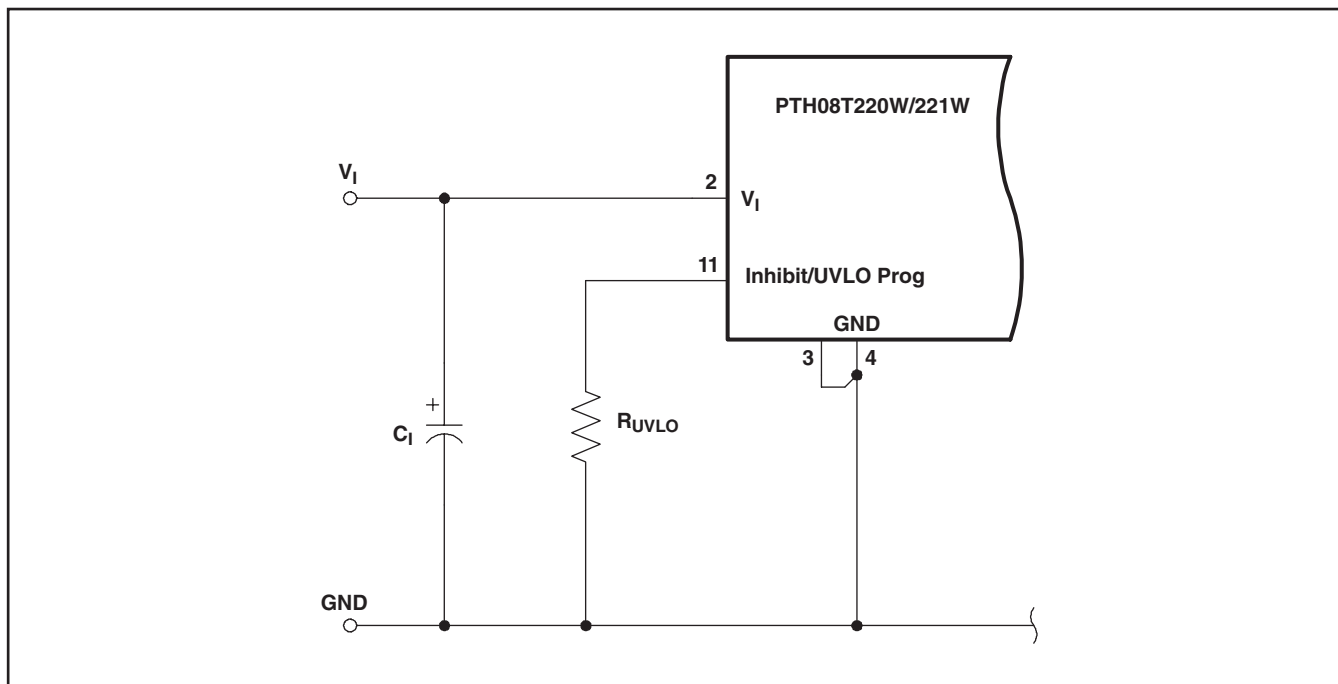 PTH08T220W/221W
V_I
2
V_I
11
Inhibit/UVLO Prog
GND
3
4
+
C_I
R_UVLO
GND